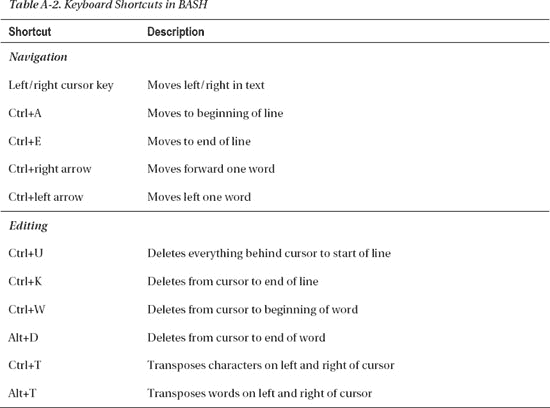 Table A-2. Keyboard Shortcuts in BASH
Shortcut Description
Navigation
Left/right cursor key Moves left/right in text
Ctrl+A Moves to beginning of line
Ctrl+E Moves to end of line
Ctrl+right arrow Moves forward one word
Ctrl+left arrow Moves left one word
Editing
Ctrl+U Deletes everything behind cursor to start of line
Ctrl+K Deletes from cursor to end of line
Ctrl+W Deletes from cursor to beginning of word
Alt+D Deletes from cursor to end of word
Ctrl+T Transposes characters on left and right of cursor
Alt+T Transposes words on left and right of cursor